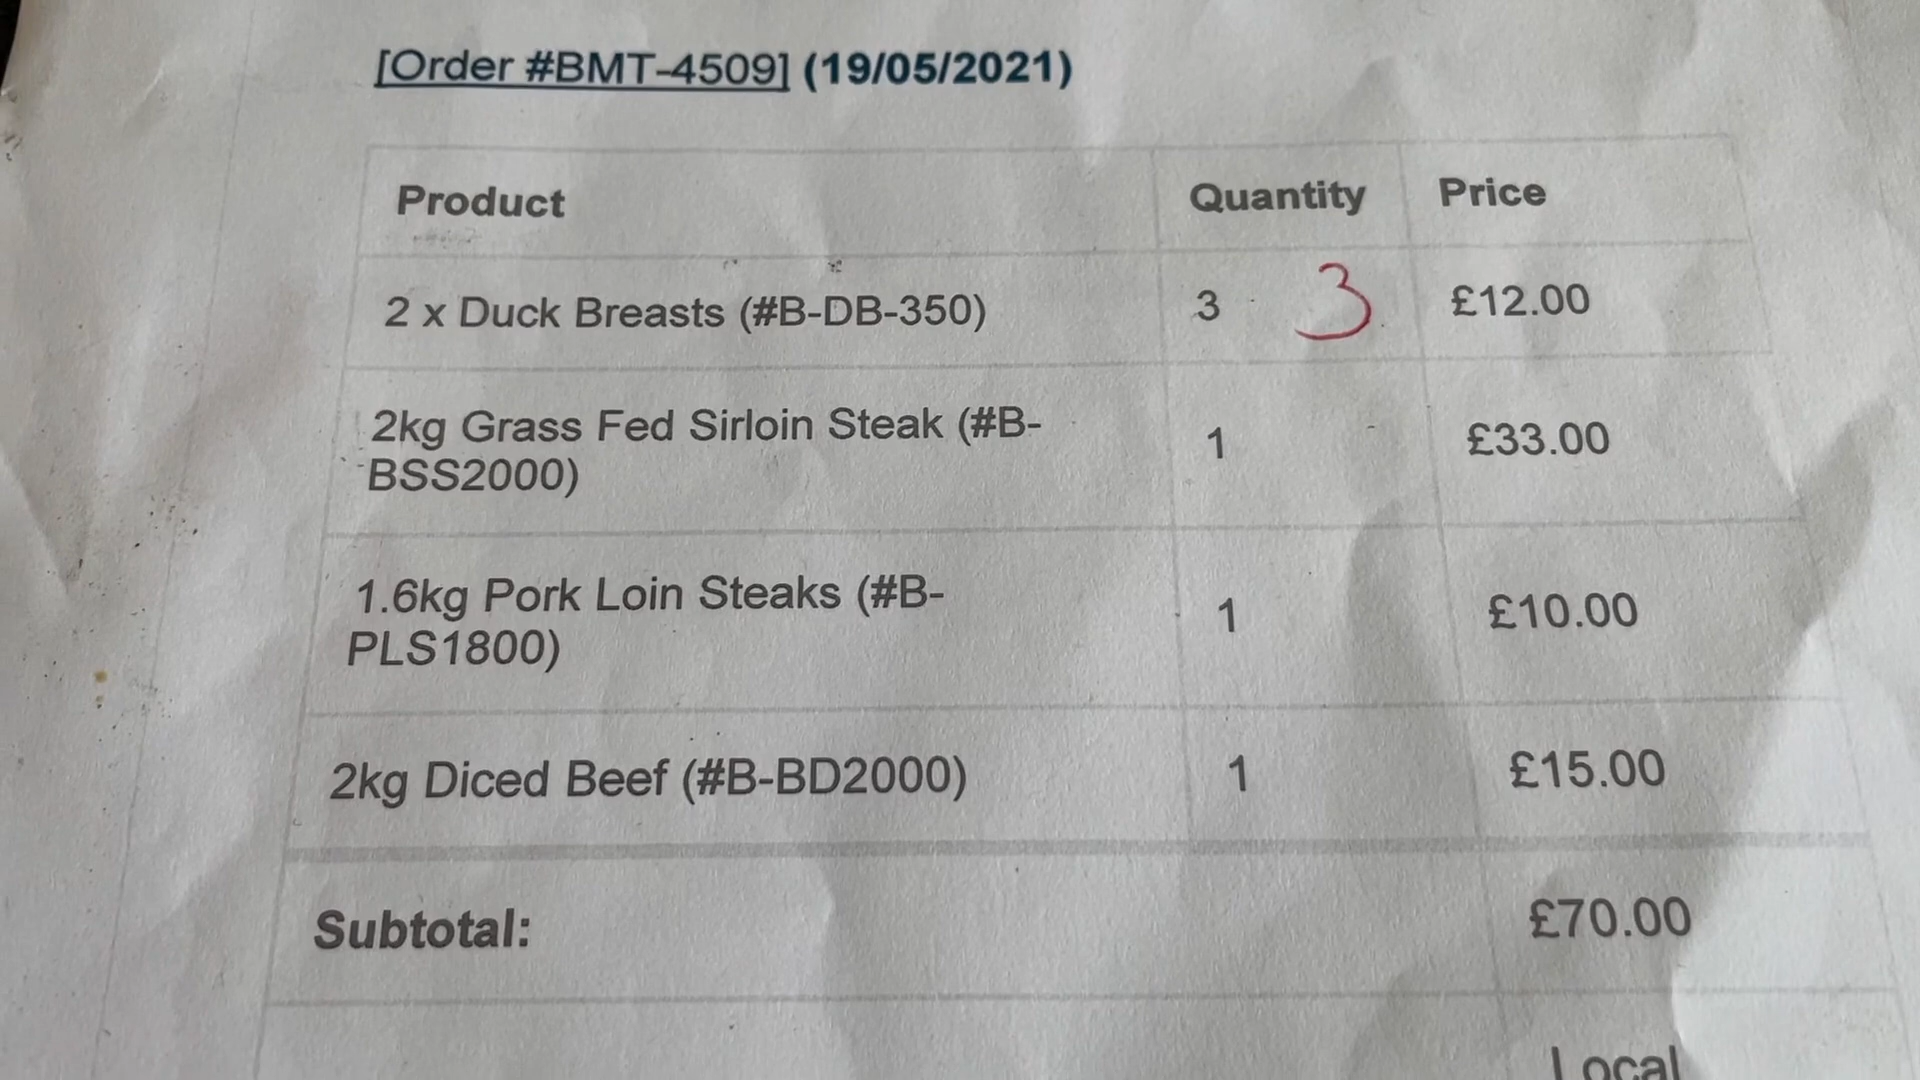 [Order #BMT-4509] (19/05/2021)
Product Quantity Price
2 x Duck Breasts (#B-DB-350) 3 3 £12.00
2kg Grass Fed Sirloin Steak (#B-
BSS2000) 1 £33.00
1.6kg Pork Loin Steaks (#B-
PLS1800) 1 £10.00
2kg Diced Beef (#B-BD2000) 1 £15.00
Subtotal: £70.00
Local